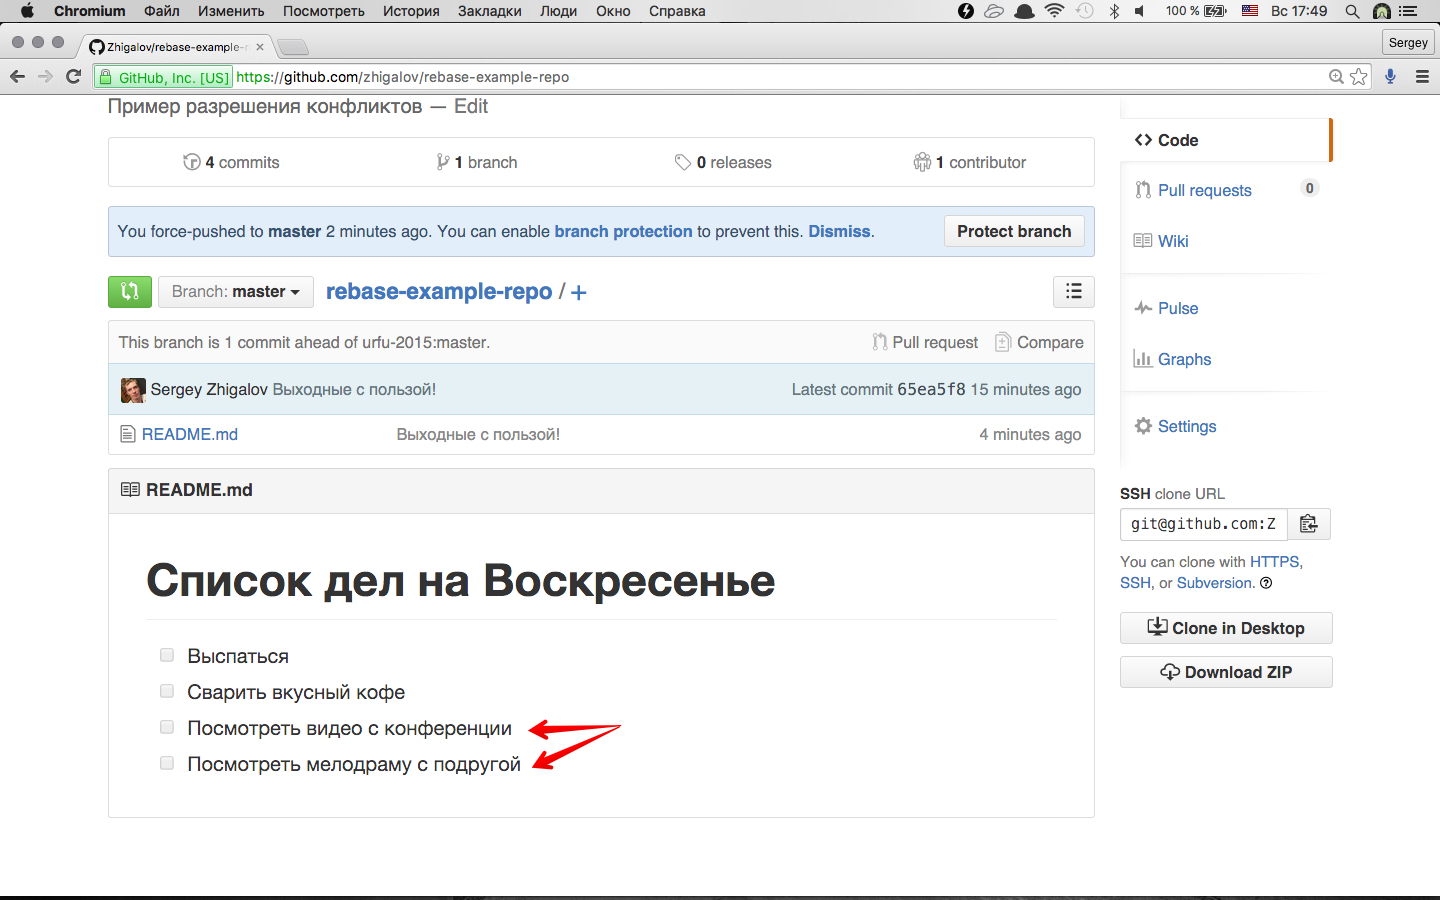 Chromium Файл Изменить Посмотреть История Закладки Люди Окно Справка 100 % Вс 17:49
Zhigalov/rebase-example-r Sergey
GitHub, Inc. [US] https://github.com/zhigalov/rebase-example-repo
Пример разрешения конфликтов — Edit
4 commits 1 branch 0 releases 1 contributor
You force-pushed to master 2 minutes ago. You can enable branch protection to prevent this. Dismiss. Protect branch
Branch: master rebase-example-repo / +
This branch is 1 commit ahead of urfu-2015:master. Pull request Compare
Sergey Zhigalov Выходные с пользой! Latest commit 65ea5f8 15 minutes ago
README.md Выходные с пользой! 4 minutes ago
README.md
Список дел на Воскресенье
Выспаться
Сварить вкусный кофе
Посмотреть видео с конференции
Посмотреть мелодраму с подругой
Code
Pull requests 0
Wiki
Pulse
Graphs
Settings
SSH clone URL
git@github.com:Z
You can clone with HTTPS,
SSH, or Subversion.
Clone in Desktop
Download ZIP